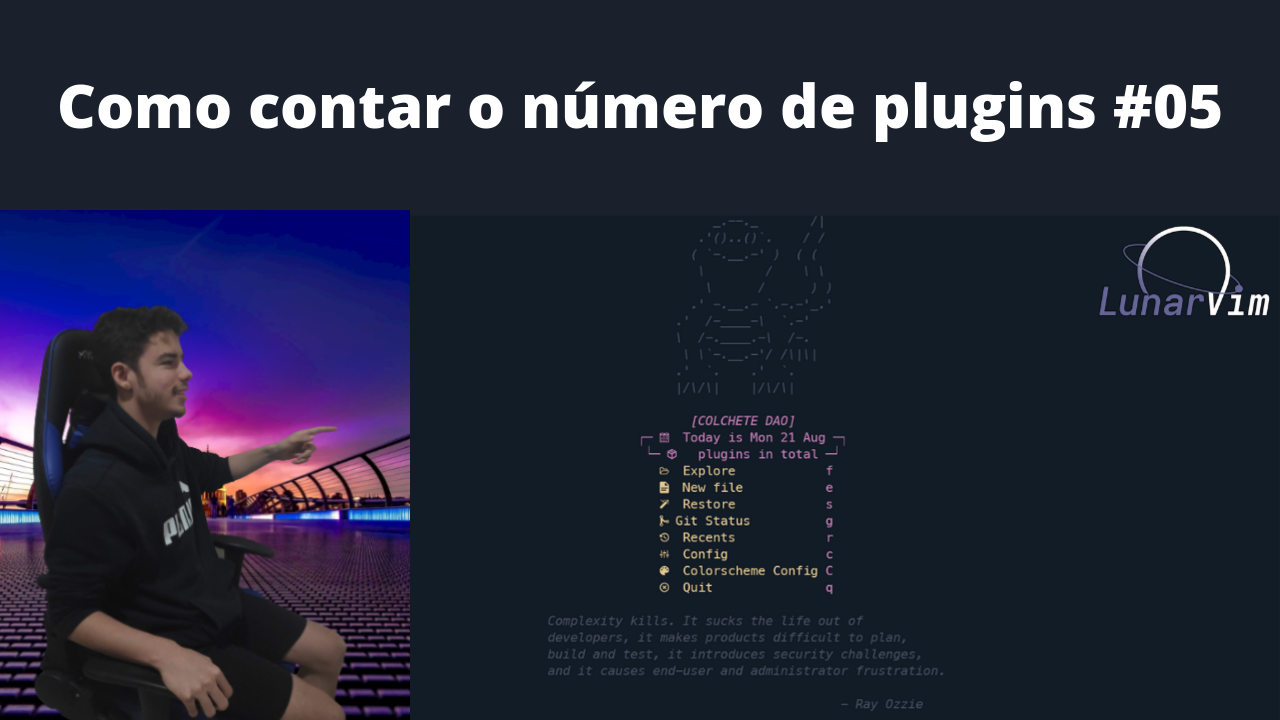 Como contar o número de plugins #05
LunarVim
[COLCHETE DAO]
Today is Mon 21 Aug
plugins in total
Explore f
New file e
Restore s
Git Status g
Recents r
Config c
Colorscheme Config C
Quit q
Complexity kills. It sucks the life out of
developers, it makes products difficult to plan,
build and test, it introduces security challenges,
and it causes end-user and administrator frustration.
- Ray Ozzie